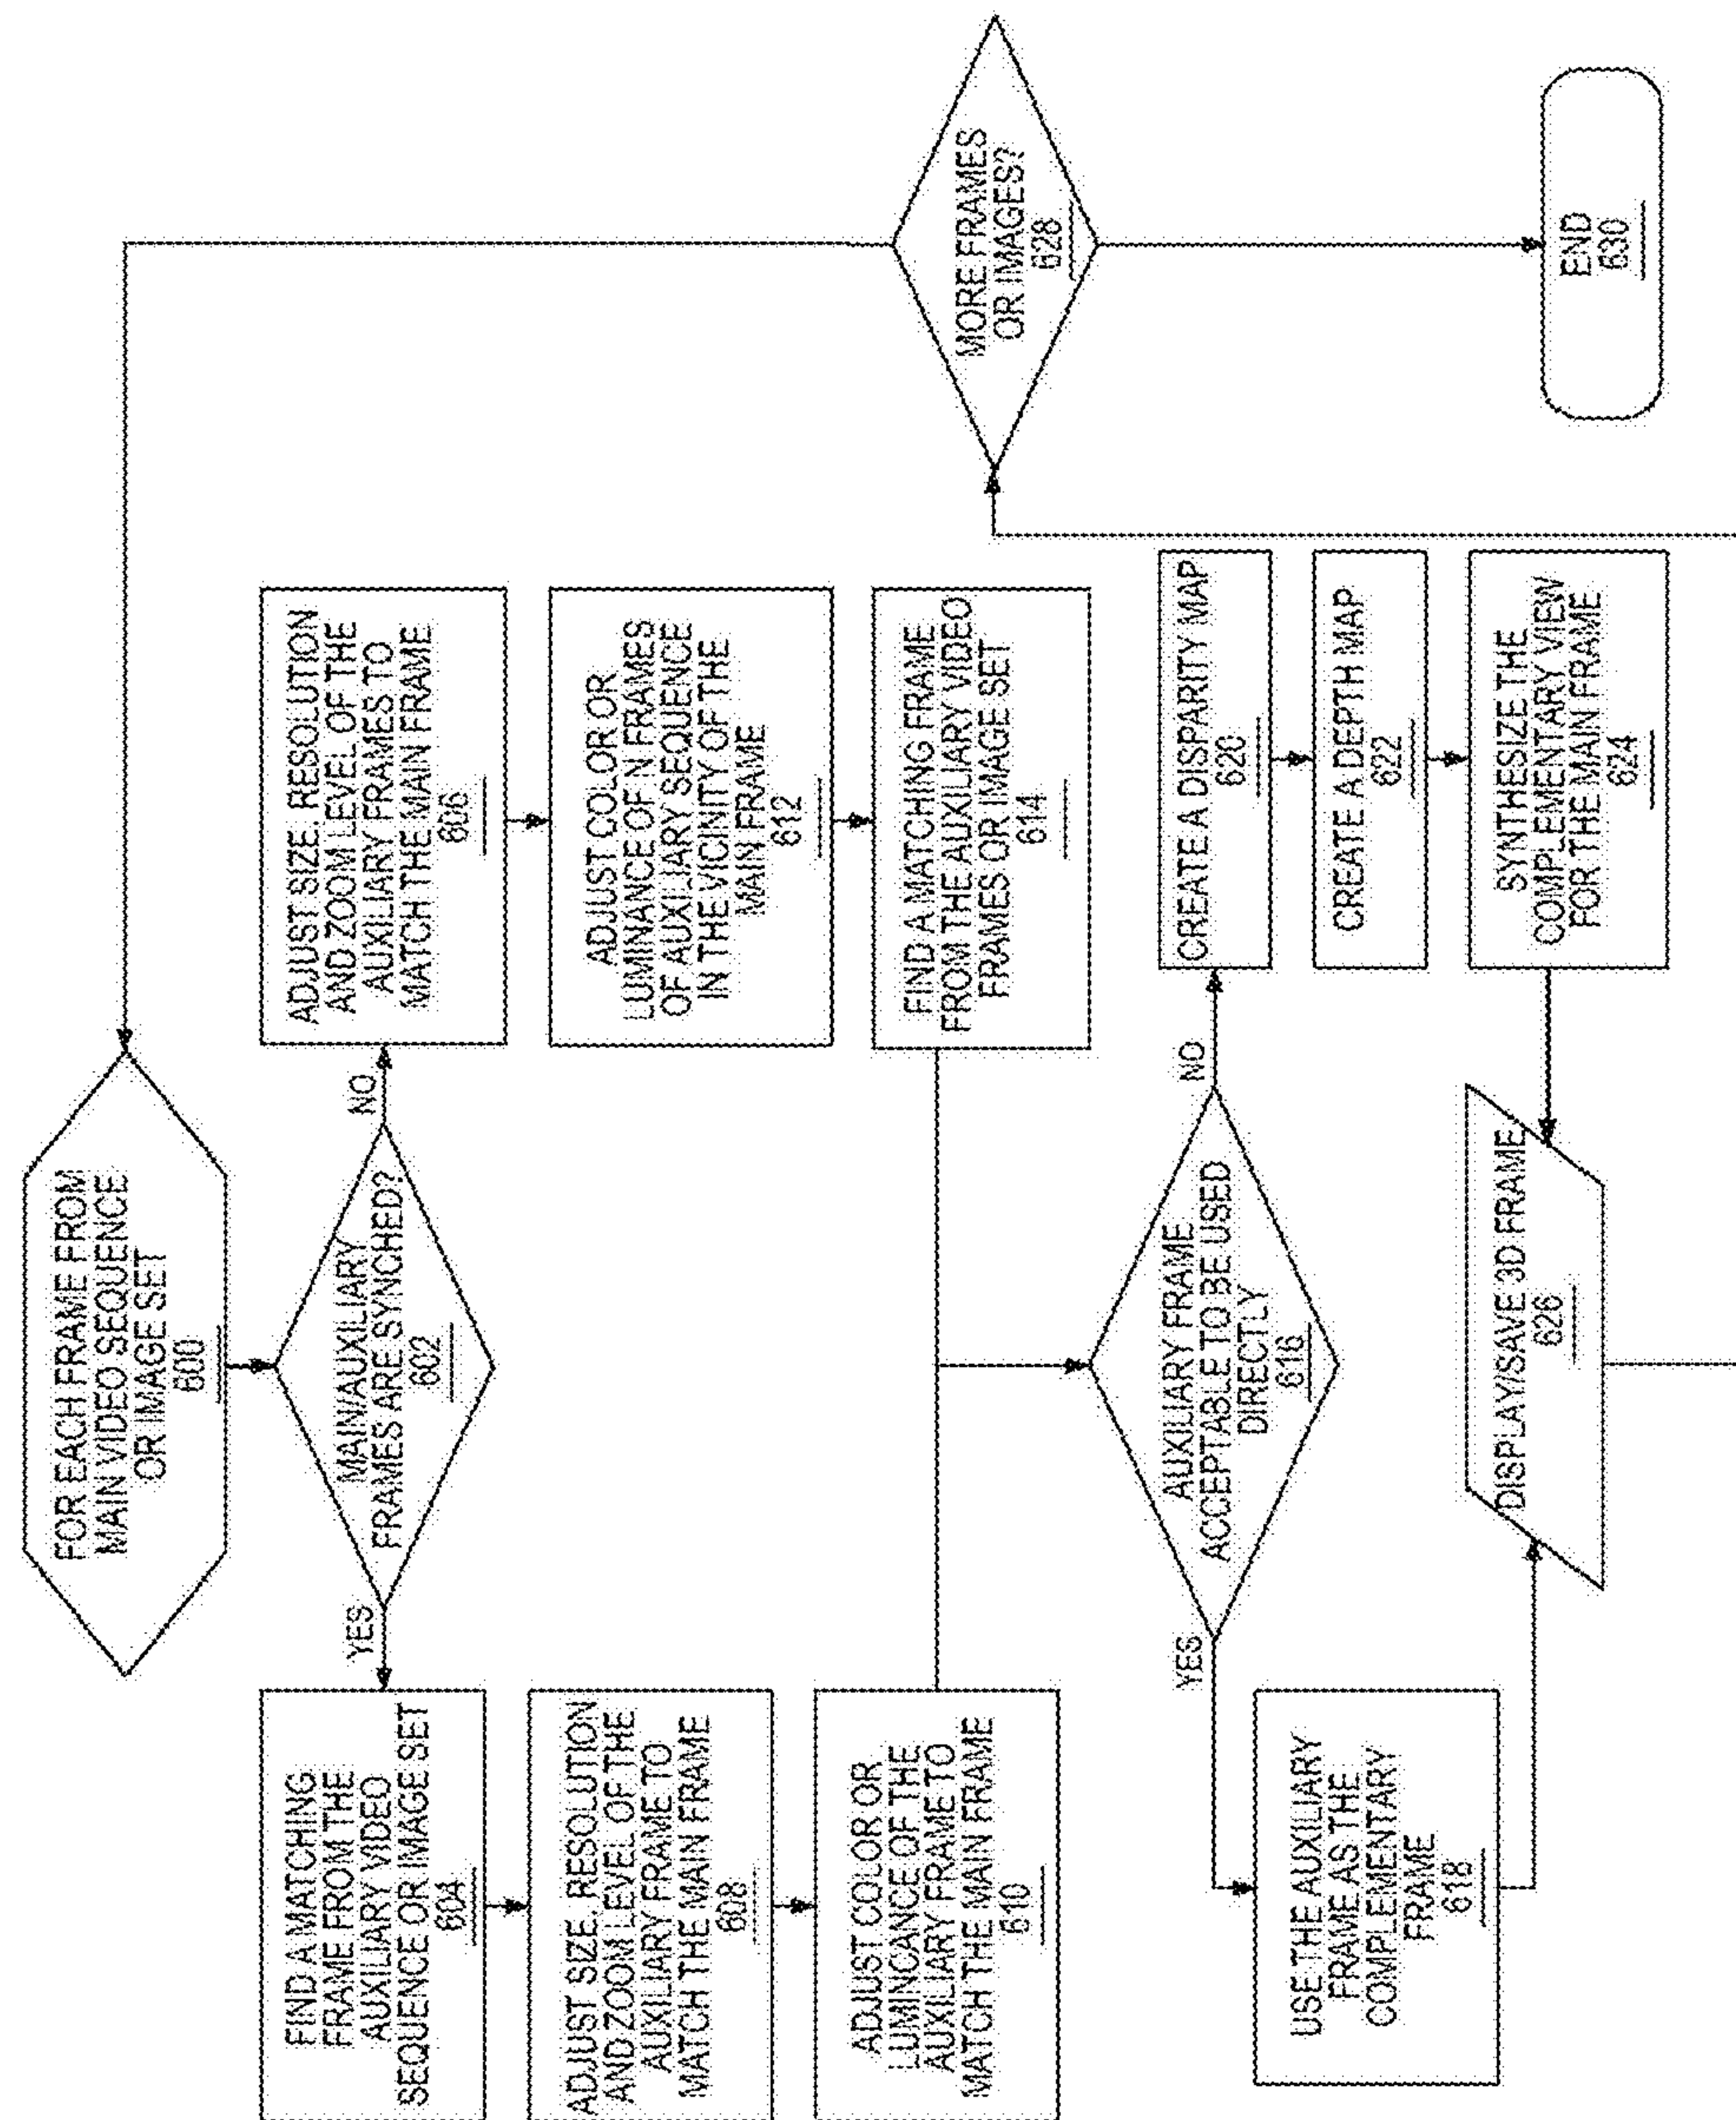 FOR EACH FRAME FROM
MAIN VIDEO SEQUENCE
OR IMAGE SET
600
MAIN/AUXILIARY
FRAMES ARE SYNCHED?
602
YES
NO
FIND A MATCHING
FRAME FROM THE
AUXILIARY VIDEO
SEQUENCE OR IMAGE SET
604
ADJUST SIZE, RESOLUTION
AND ZOOM LEVEL OF THE
AUXILIARY FRAMES TO
MATCH THE MAIN FRAME
606
ADJUST SIZE, RESOLUTION
AND ZOOM LEVEL OF THE
AUXILIARY FRAME TO
MATCH THE MAIN FRAME
608
ADJUST COLOR OR
LUMINANCE OF N FRAMES
OF AUXILIARY SEQUENCE
IN THE VICINITY OF THE
MAIN FRAME
612
ADJUST COLOR OR
LUMINCANCE OF THE
AUXILIARY FRAME TO
MATCH THE MAIN FRAME
610
FIND A MATCHING FRAME
FROM THE AUXILIARY VIDEO
FRAMES OR IMAGE SET
614
AUXILIARY FRAME
ACCEPTABLE TO BE USED
DIRECTLY
616
YES
NO
USE THE AUXILIARY
FRAME AS THE
COMPLEMENTARY
FRAME
618
CREATE A DISPARITY MAP
620
CREATE A DEPTH MAP
622
SYNTHESIZE THE
COMPLEMENTARY VIEW
FOR THE MAIN FRAME
624
DISPLAY/SAVE 3D FRAME
626
MORE FRAMES
OR IMAGES?
628
END
630